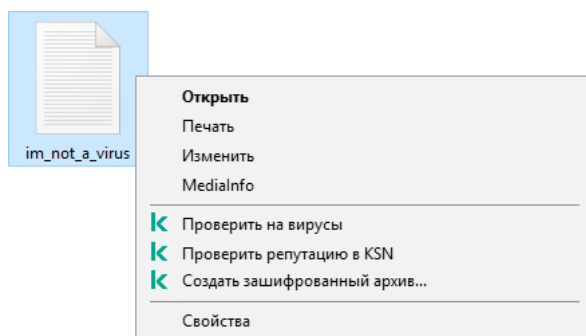 im_not_a_virus
Открыть
Печать
Изменить
MediaInfo
Проверить на вирусы
Проверить репутацию в KSN
Создать зашифрованный архив...
Свойства